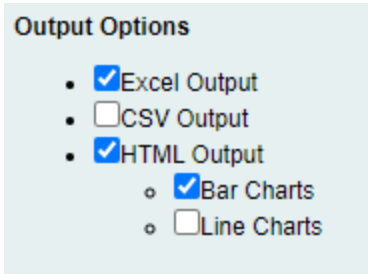 Output Options
Excel Output
CSV Output
HTML Output
Bar Charts
Line Charts